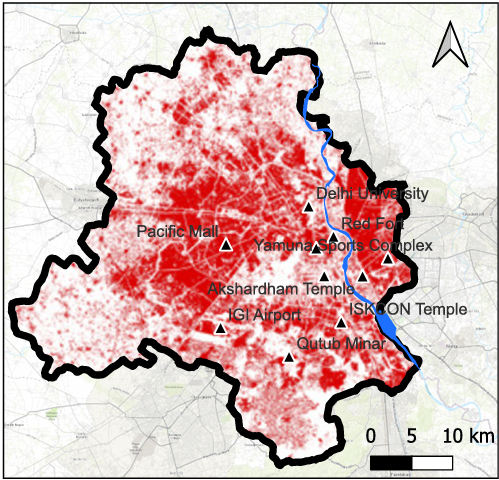 Delhi University
Red Fort
Pacific Mall
Yamuna Sports Complex
Akshardham Temple
ISKCON Temple
IGI Airport
Qutub Minar
0 5 10 km